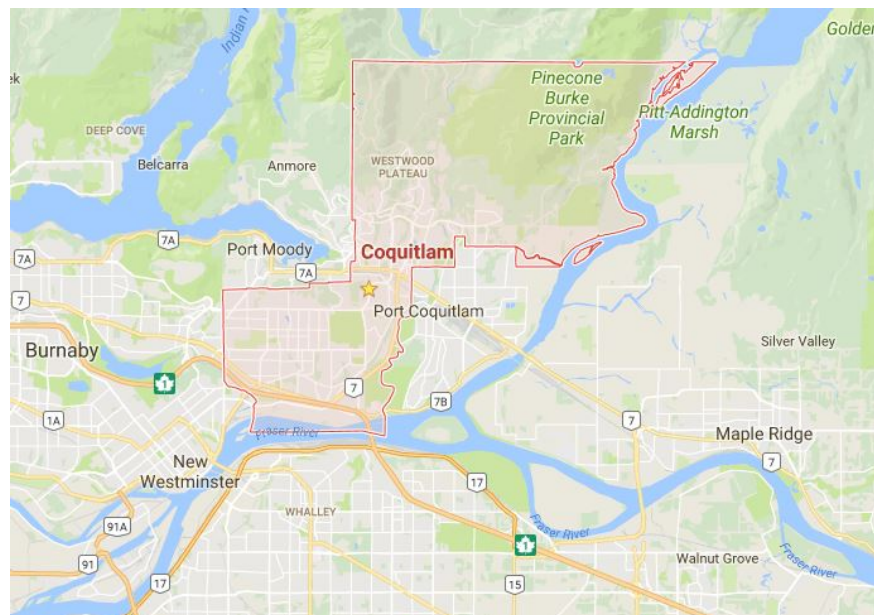 Golden
Indian
Pinecone
Burke
Provincial
Park
Pitt-Addington
Marsh
ek
DEEP COVE
Belcarra
Anmore
WESTWOOD
PLATEAU
7A
Port Moody
Coquitlam
7A
7A
7
Port Coquitlam
Burnaby
Silver Valley
1
7
7B
1A
Fraser River
7
Maple Ridge
7
New
Westminster
17
WHALLEY
91A
Fraser River
1
91
17
15
Walnut Grove
Fraser River